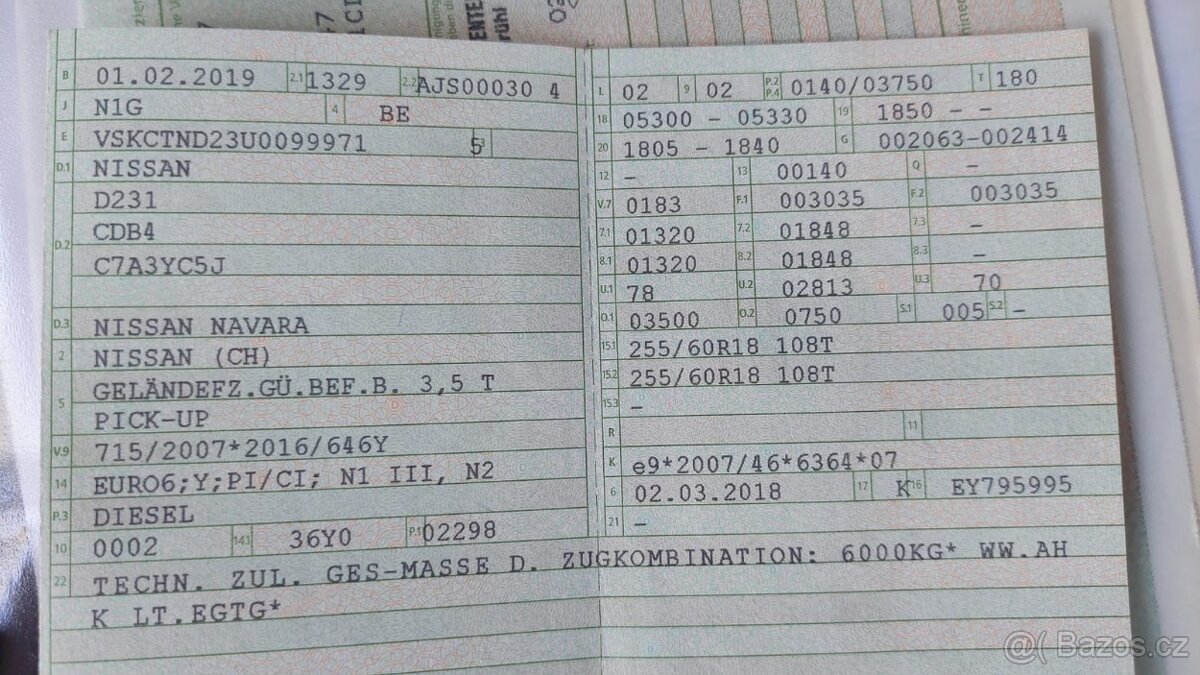 B 01.02.2019 2.1 1329 2.2 AJS00030 4
J N1G 4 BE
E VSKCTND23U0099971 3 5
D.1 NISSAN
D231
D.2 CDB4
C7A3YC5J
D.3 NISSAN NAVARA
2 NISSAN (CH)
5 GELÄNDEFZ.GÜ.BEF.B. 3,5 T
PICK-UP
V.9 715/2007*2016/646Y
14 EURO6;Y;PI/CI; N1 III, N2
P.3 DIESEL
10 0002 14.1 36Y0 P.1 02298
L 02 9 02 P.2 P.4 0140/03750 T 180
18 05300 - 05330 19 1850 - -
20 1805 - 1840 G 002063-002414
12 - 13 00140 Q -
V.7 0183 F.1 003035 F.2 003035
7.1 01320 7.2 01848 7.3 -
8.1 01320 8.2 01848 8.3 -
U.1 78 U.2 02813 U.3 70
O.1 03500 O.2 0750 S.1 005 S.2 -
15.1 255/60R18 108T
15.2 255/60R18 108T
15.3 -
R 11
K e9*2007/46*6364*07
6 02.03.2018 17 K 16 EY795995
21 -
22 TECHN. ZUL. GES-MASSE D. ZUGKOMBINATION: 6000KG* WW.AH
K LT.EGTG*
@( Bazos.cz